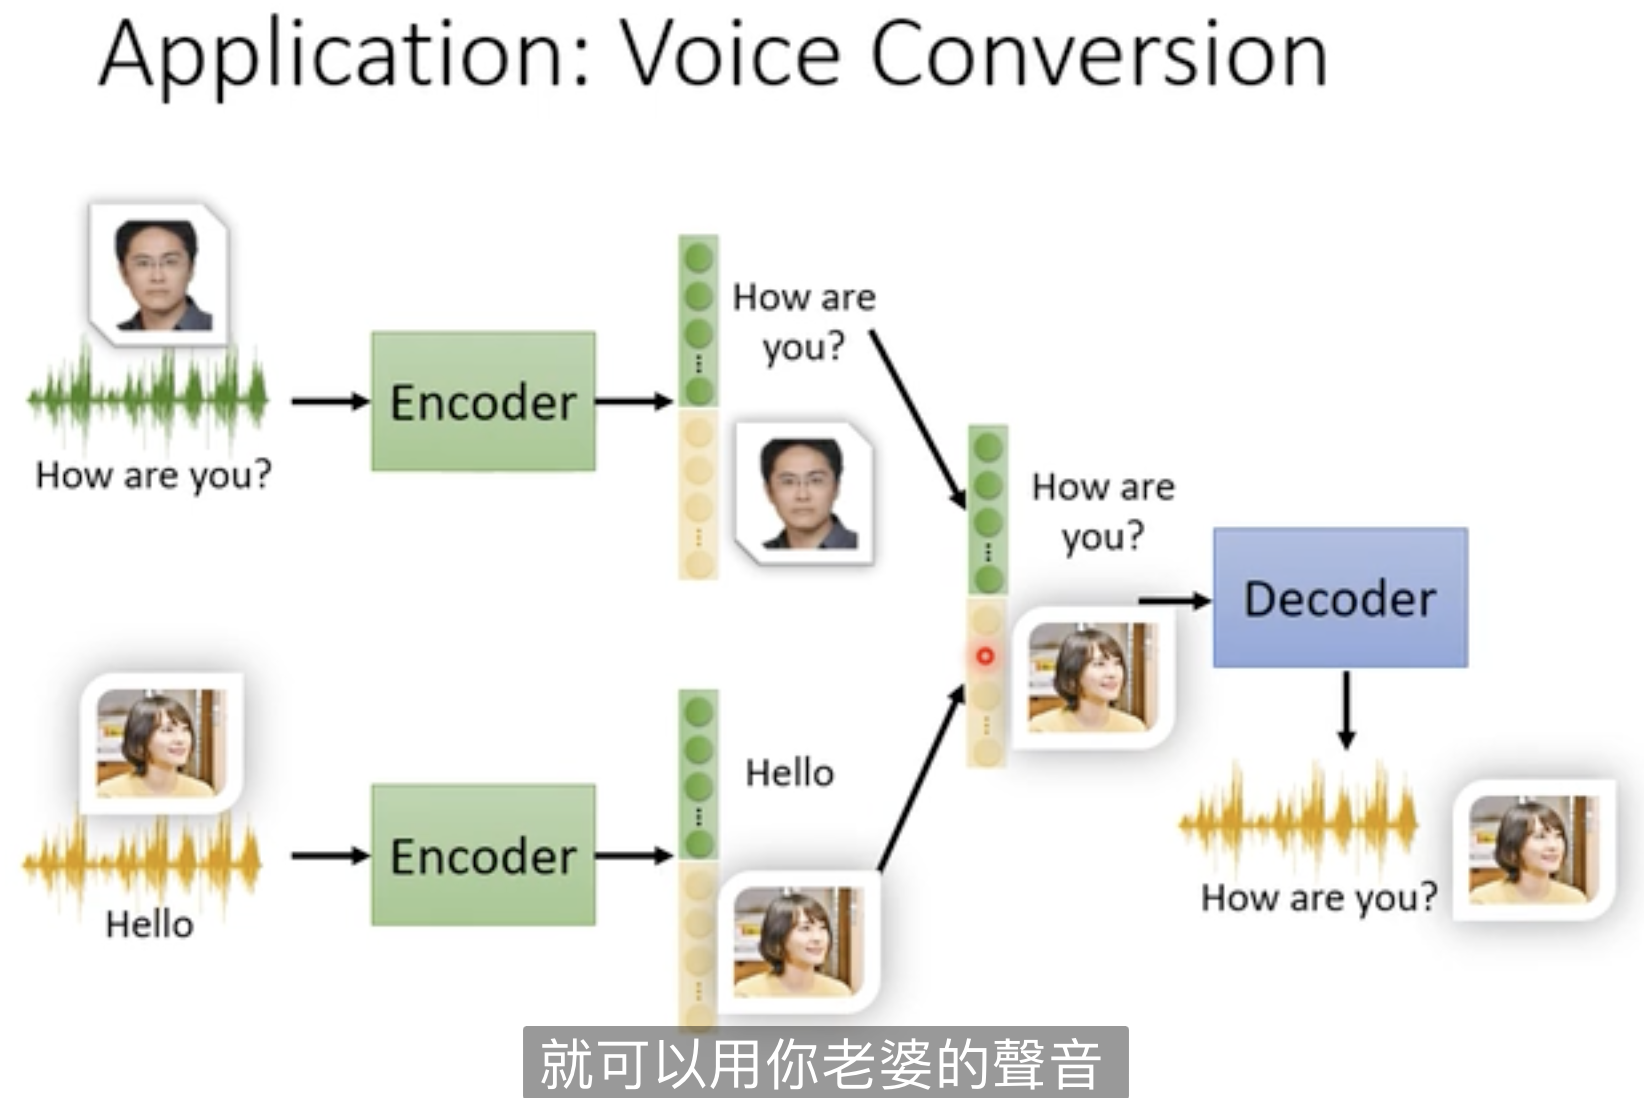 Application: Voice Conversion
How are you?
Encoder
How are
you?
Hello
Encoder
Hello
How are
you?
Decoder
How are you?
就可以用你老婆的聲音